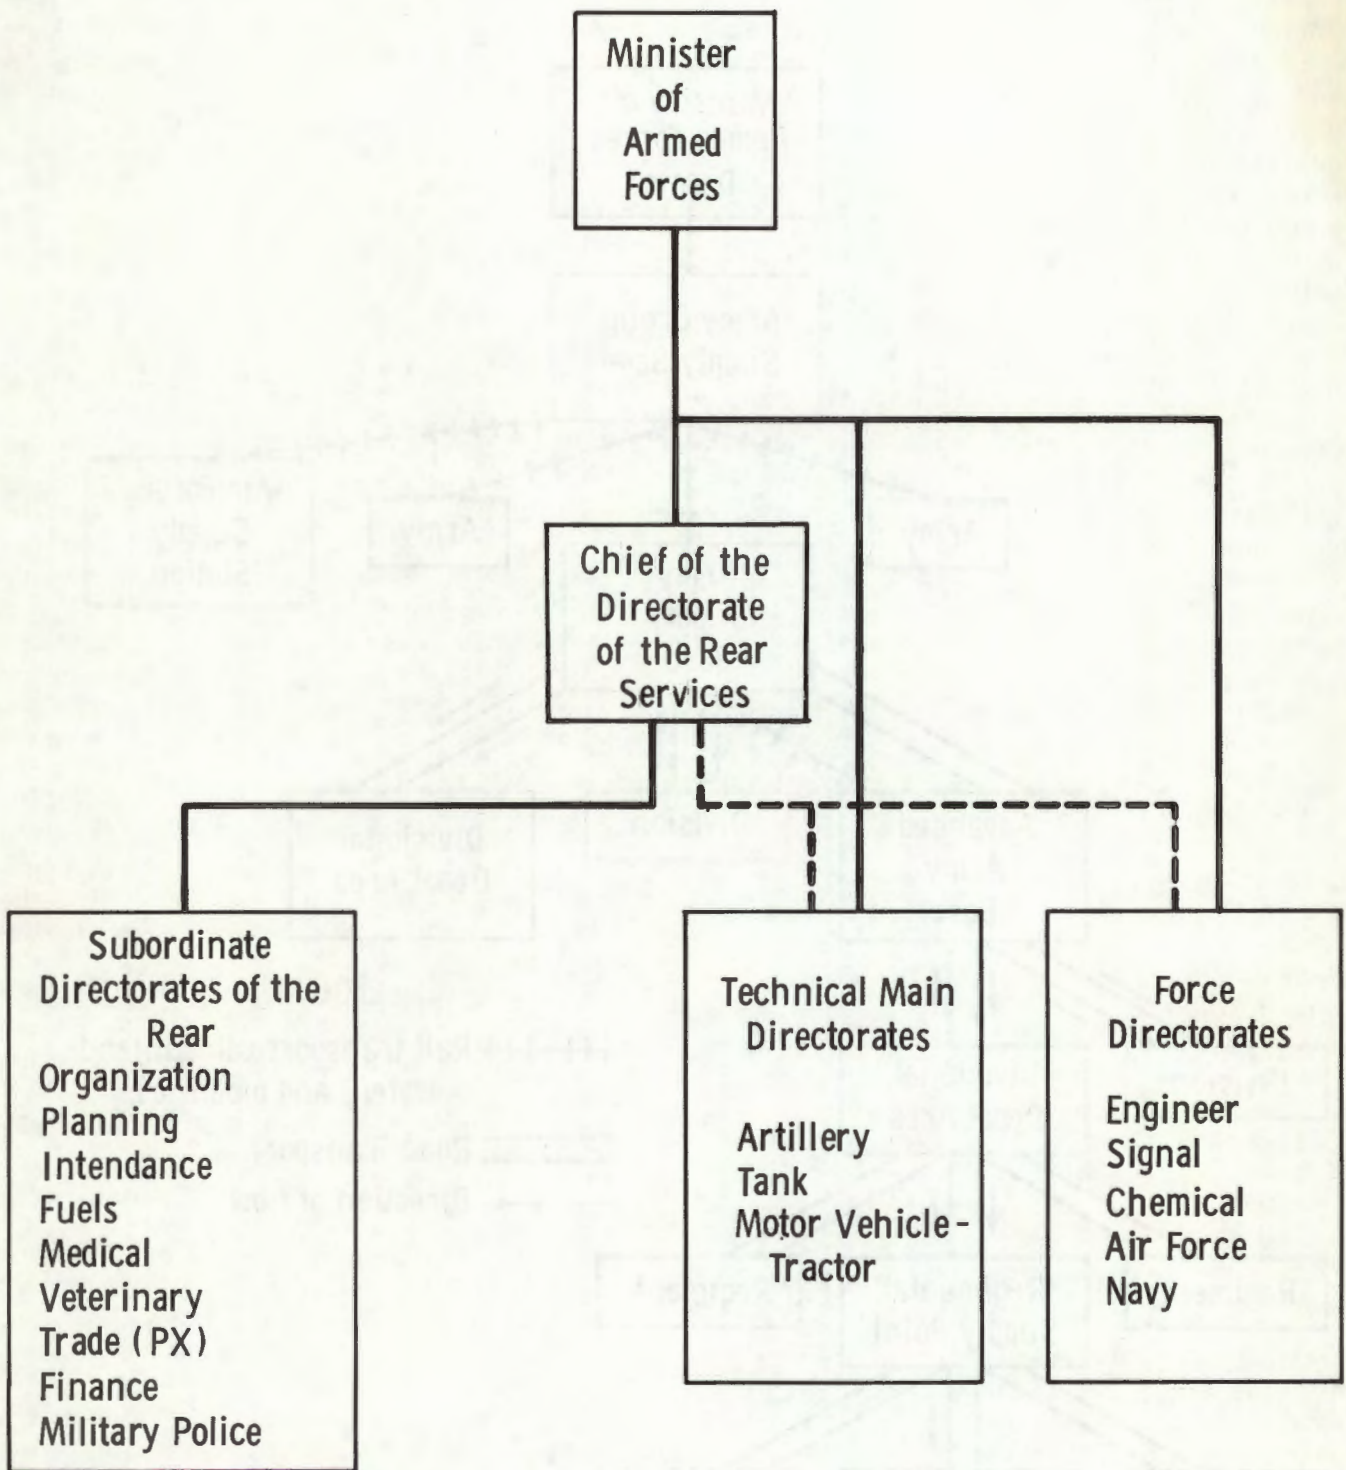 Minister
of
Armed
Forces
Chief of the
Directorate
of the Rear
Services
Subordinate
Directorates of the
Rear
Organization
Planning
Intendance
Fuels
Medical
Veterinary
Trade (PX)
Finance
Military Police
Technical Main
Directorates
Artillery
Tank
Motor Vehicle-
Tractor
Force
Directorates
Engineer
Signal
Chemical
Air Force
Navy